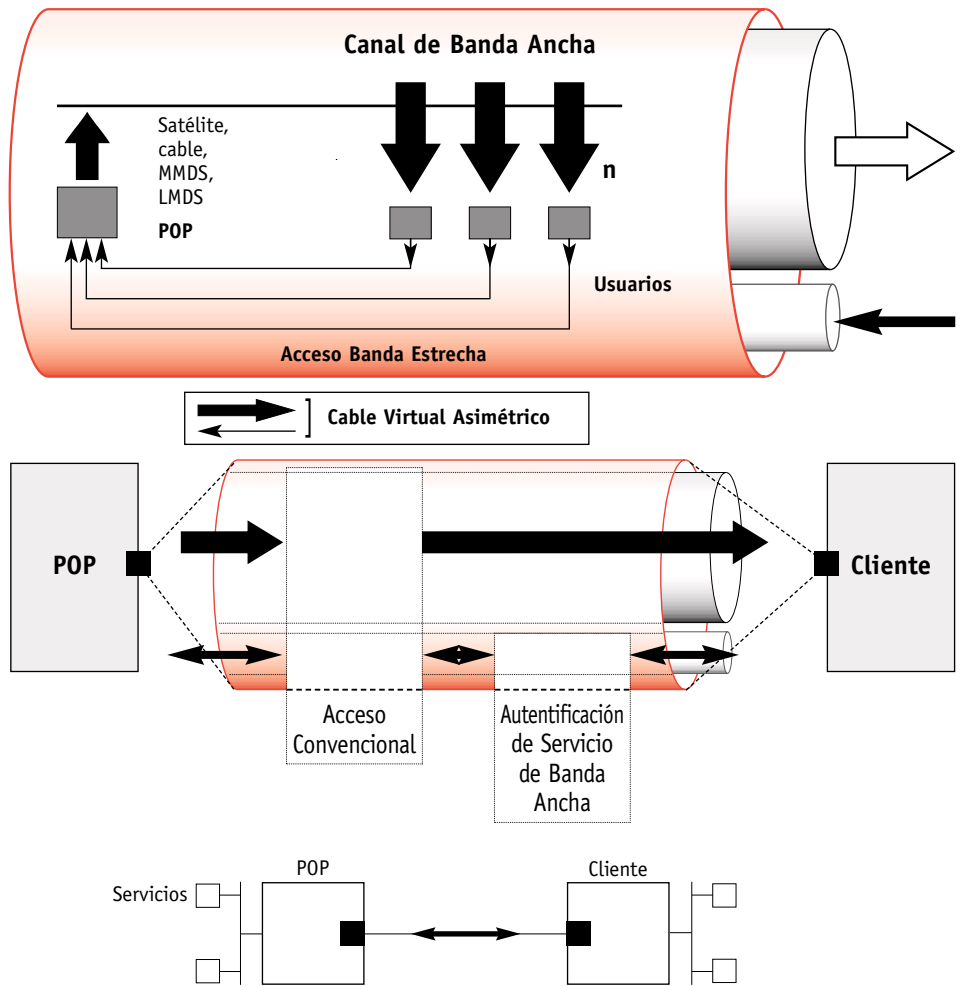 Canal de Banda Ancha
Satélite,
cable,
MMDS,
LMDS
POP
n
Usuarios
Acceso Banda Estrecha
Cable Virtual Asimétrico
POP
Cliente
Acceso
Convencional
Autentificación
de Servicio
de Banda
Ancha
POP
Cliente
Servicios